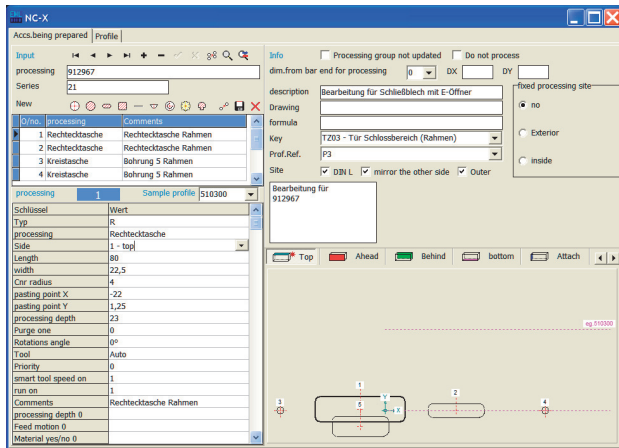 NC-X
Accs.being prepared Profile
Input
processing 912967
Series 21
New
O/no. processing Comments
1 Rechtecktasche Rechtecktasche Rahmen
2 Rechtecktasche Rechtecktasche Rahmen
3 Kreistasche Bohrung 5 Rahmen
4 Kreistasche Bohrung 5 Rahmen
processing 1 Sample profile 510300
Schlüssel Wert
Typ R
processing Rechtecktasche
Side 1 - top
Length 80
width 22,5
Cnr radius 4
pasting point X -22
pasting point Y 1,25
processing depth 23
Purge one 0
Rotations angle 0°
Tool Auto
Priority 0
smart tool speed on 1
run on 1
Comments Rechtecktasche Rahmen
processing depth 0
Feed motion 0
Material yes/no 0
Info Processing group not updated Do not process
dim.from bar end for processing 0 DX DY
description Bearbeitung für Schließblech mit E-Öffner
Drawing
formula
Key TZ03 - Tür Schlossbereich (Rahmen)
Prof.Ref. P3
Site DIN L mirror the other side Outer
fixed processing site
no
Exterior
inside
Bearbeitung für
912967
Top Ahead Behind bottom Attach
eg 510300
1
2
3
4
5
Y
X